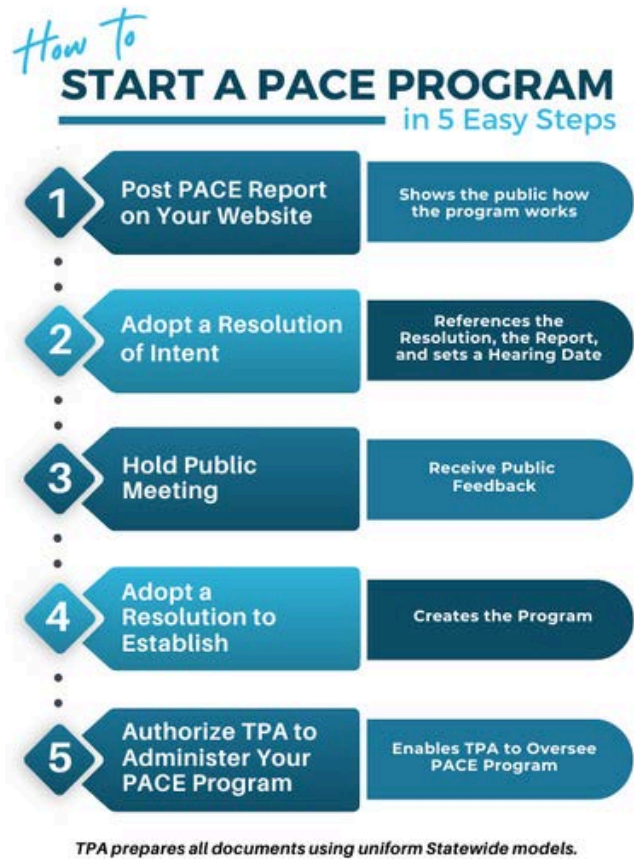 How To
START A PACE PROGRAM
in 5 Easy Steps
1
Post PACE Report
on Your Website
Shows the public how
the program works
2
Adopt a Resolution
of Intent
References the
Resolution, the Report,
and sets a Hearing Date
3
Hold Public
Meeting
Receive Public
Feedback
4
Adopt a
Resolution to
Establish
Creates the Program
5
Authorize TPA to
Administer Your
PACE Program
Enables TPA to Oversee
PACE Program
TPA prepares all documents using uniform Statewide models.